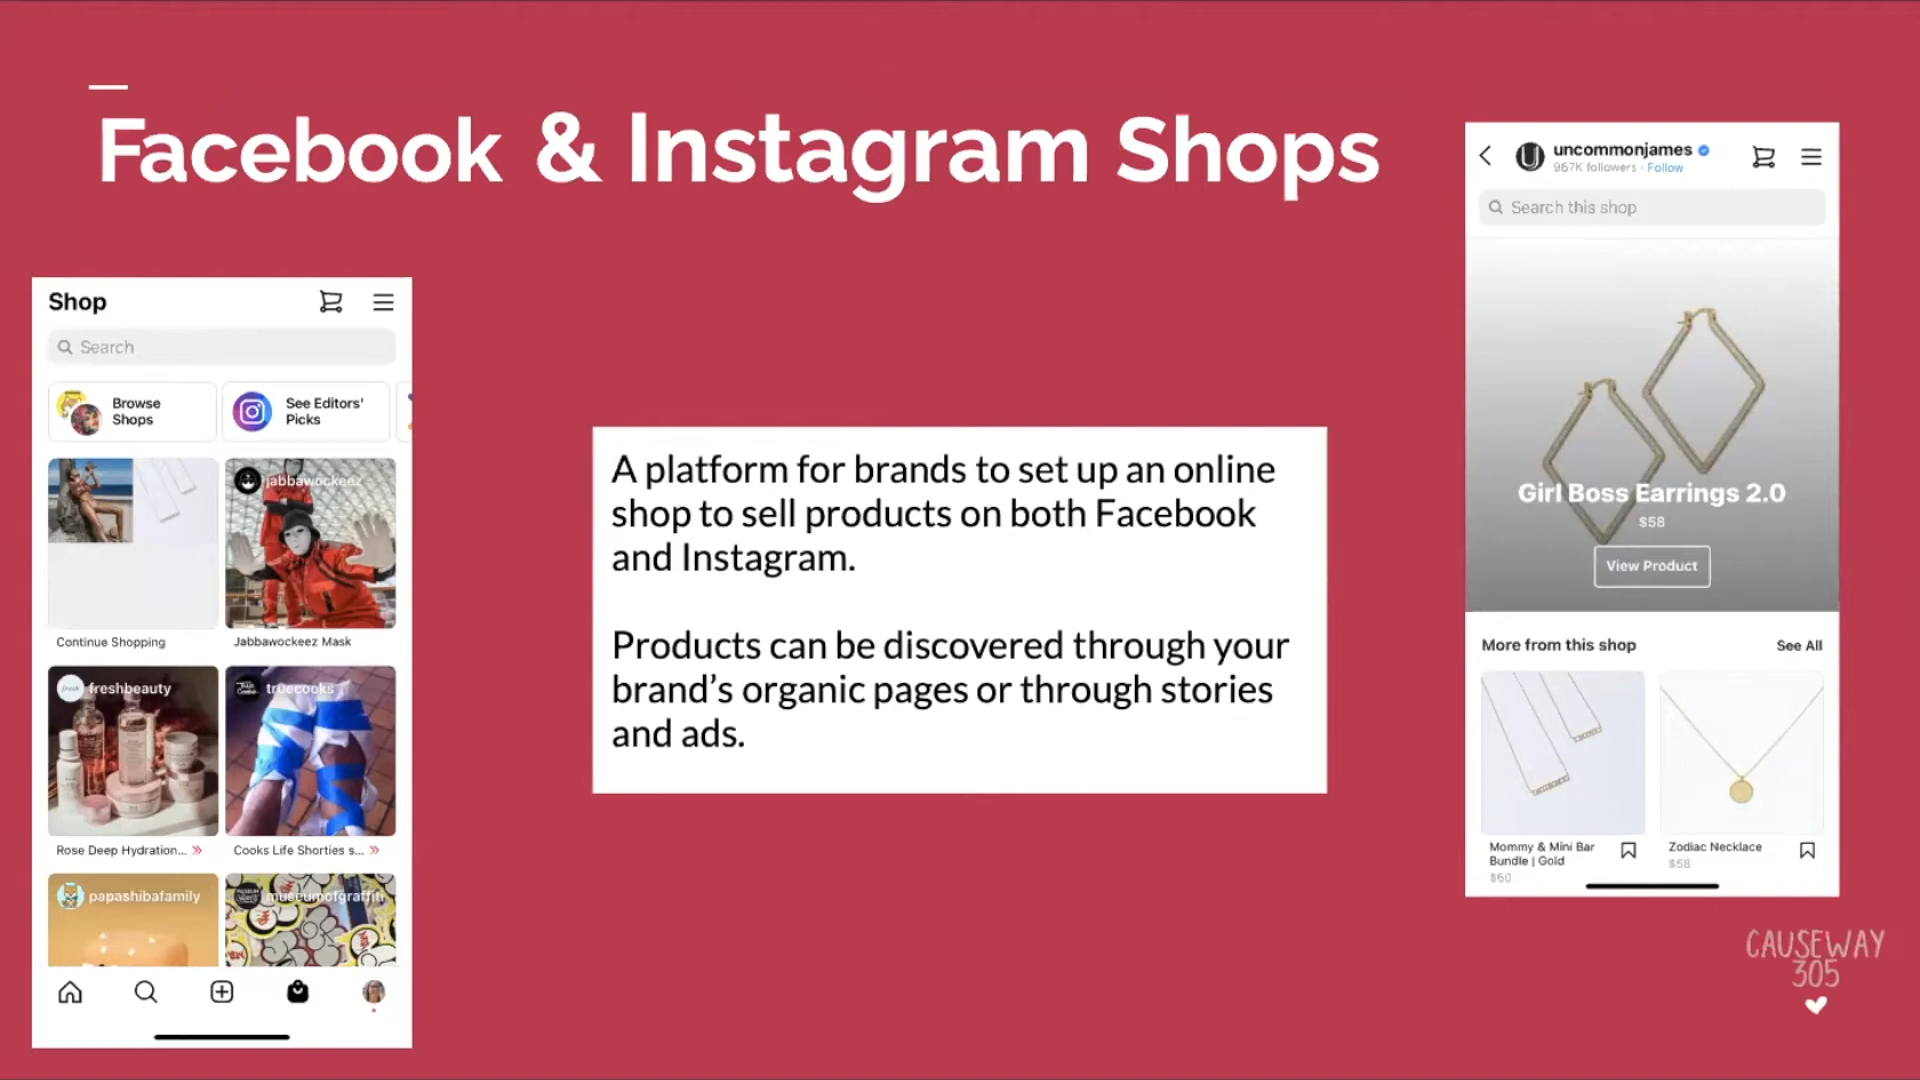 Facebook & Instagram Shops
Shop
Search
Browse
Shops
See Editors'
Picks
jabbawockeez
Continue Shopping
Jabbawockeez Mask
fresh
freshbeauty
tr0ecooks
Rose Deep Hydration...
Cooks Life Shorties s...
papashibafamily
museumofgraffiti
A platform for brands to set up an online
shop to sell products on both Facebook
and Instagram.
Products can be discovered through your
brand’s organic pages or through stories
and ads.
uncommonjames
967K followers · Follow
Search this shop
Girl Boss Earrings 2.0
$58
View Product
More from this shop
See All
Mommy & Mini Bar
Bundle | Gold
$60
Zodiac Necklace
$58
CAUSEWAY
305